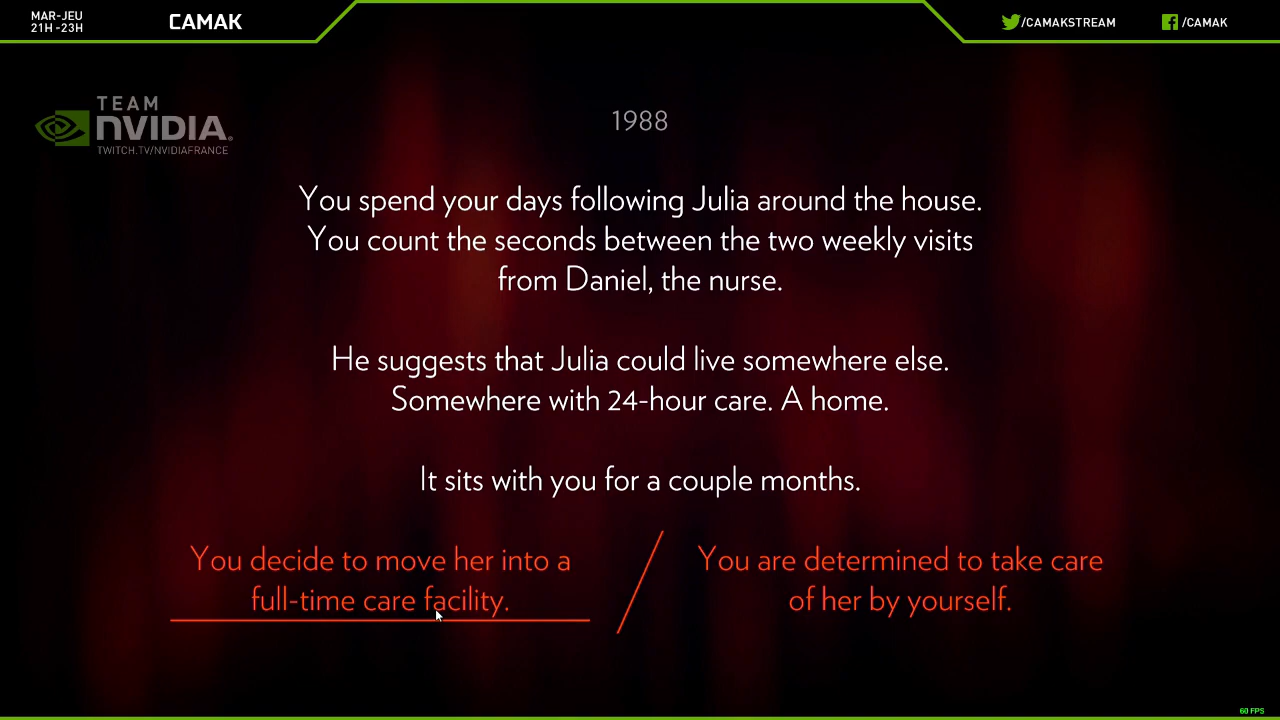 MAR-JEU
21H -23H
CAMAK
/CAMAKSTREAM
/CAMAK
TEAM
NVIDIA.
TWITCH.TV/NVIDIAFRANCE
1988
You spend your days following Julia around the house.
You count the seconds between the two weekly visits
from Daniel, the nurse.
He suggests that Julia could live somewhere else.
Somewhere with 24-hour care. A home.
It sits with you for a couple months.
You decide to move her into a
full-time care facility.
You are determined to take care
of her by yourself.
60 FPS